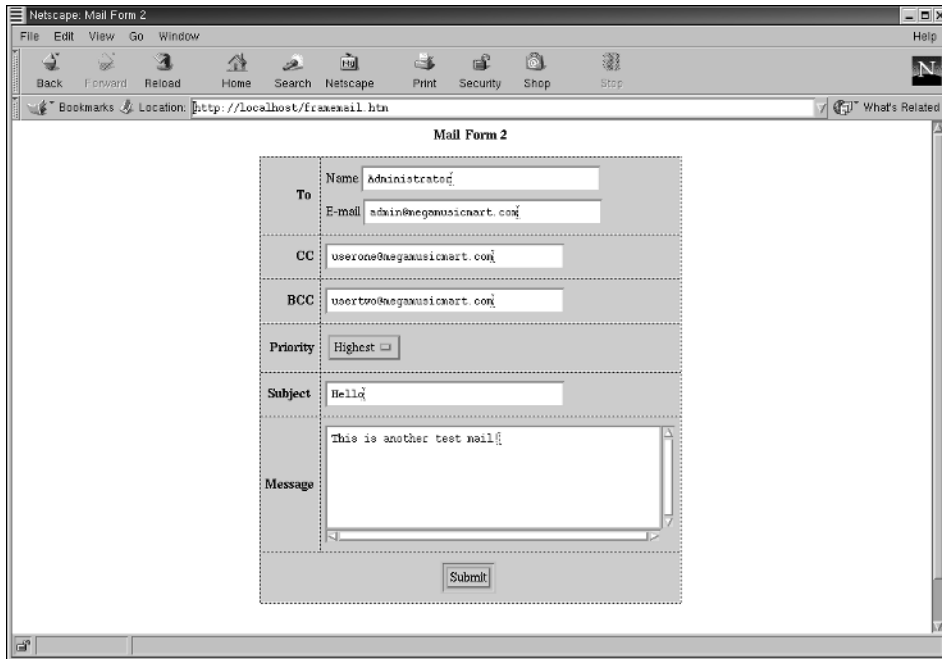 Netscape: Mail Form 2
File Edit View Go Window Help
Back Forward Reload Home Search Netscape Print Security Shop Stop
N
Bookmarks Location: http://localhost/framemail.htm What's Related
Mail Form 2
To
Name Administrator
E-mail admin@megamusicmart.com
CC userone@megamusicmart.com
BCC usertwo@megamusicmart.com
Priority Highest
Subject Hello
Message This is another test mail!
Submit